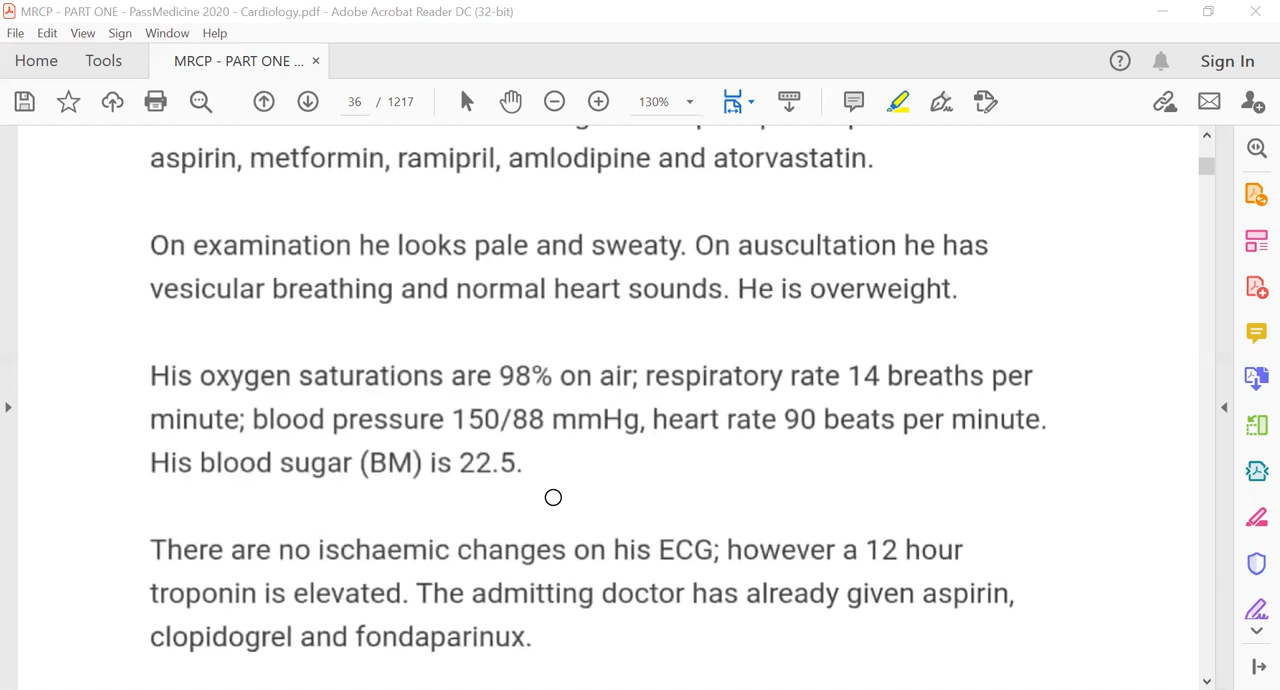 MRCP - PART ONE - PassMedicine 2020 - Cardiology.pdf - Adobe Acrobat Reader DC (32-bit)
File Edit View Sign Window Help
Home Tools MRCP - PART ONE ... × Sign In
36 / 1217 130%
aspirin, metformin, ramipril, amlodipine and atorvastatin.
On examination he looks pale and sweaty. On auscultation he has
vesicular breathing and normal heart sounds. He is overweight.
His oxygen saturations are 98% on air; respiratory rate 14 breaths per
minute; blood pressure 150/88 mmHg, heart rate 90 beats per minute.
His blood sugar (BM) is 22.5.
There are no ischaemic changes on his ECG; however a 12 hour
troponin is elevated. The admitting doctor has already given aspirin,
clopidogrel and fondaparinux.